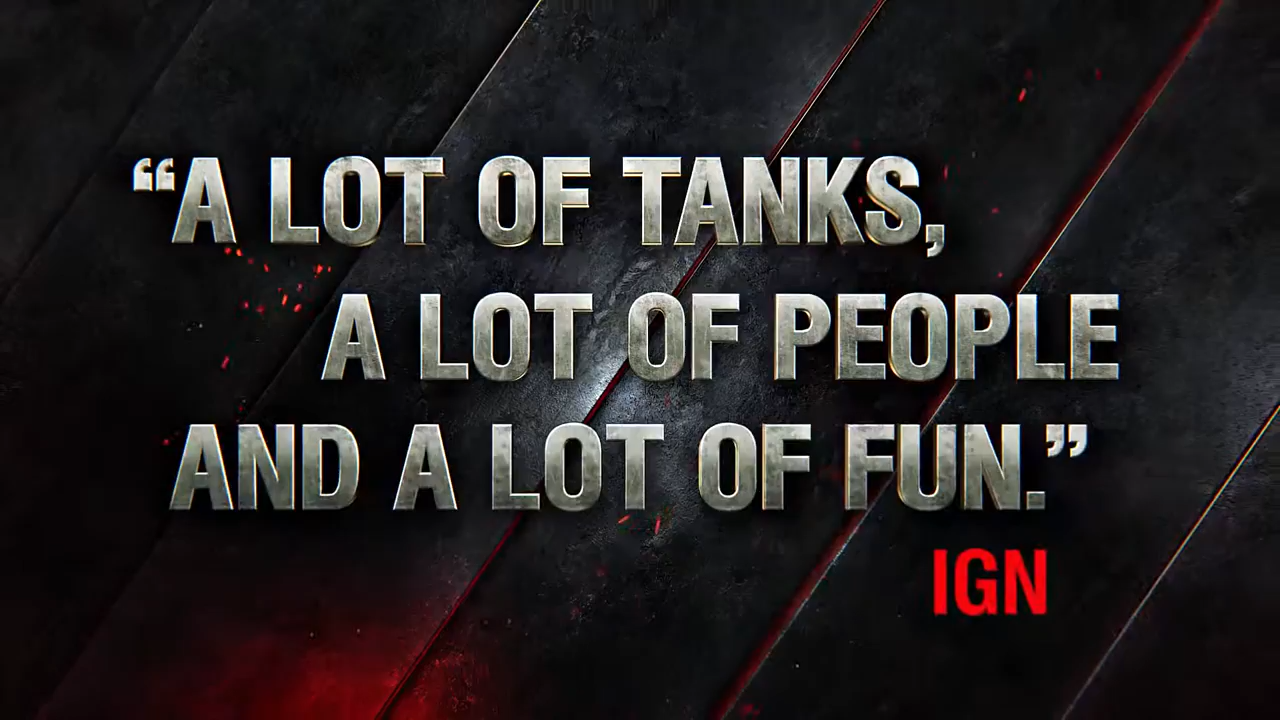 “A LOT OF TANKS,
A LOT OF PEOPLE
AND A LOT OF FUN.”
IGN